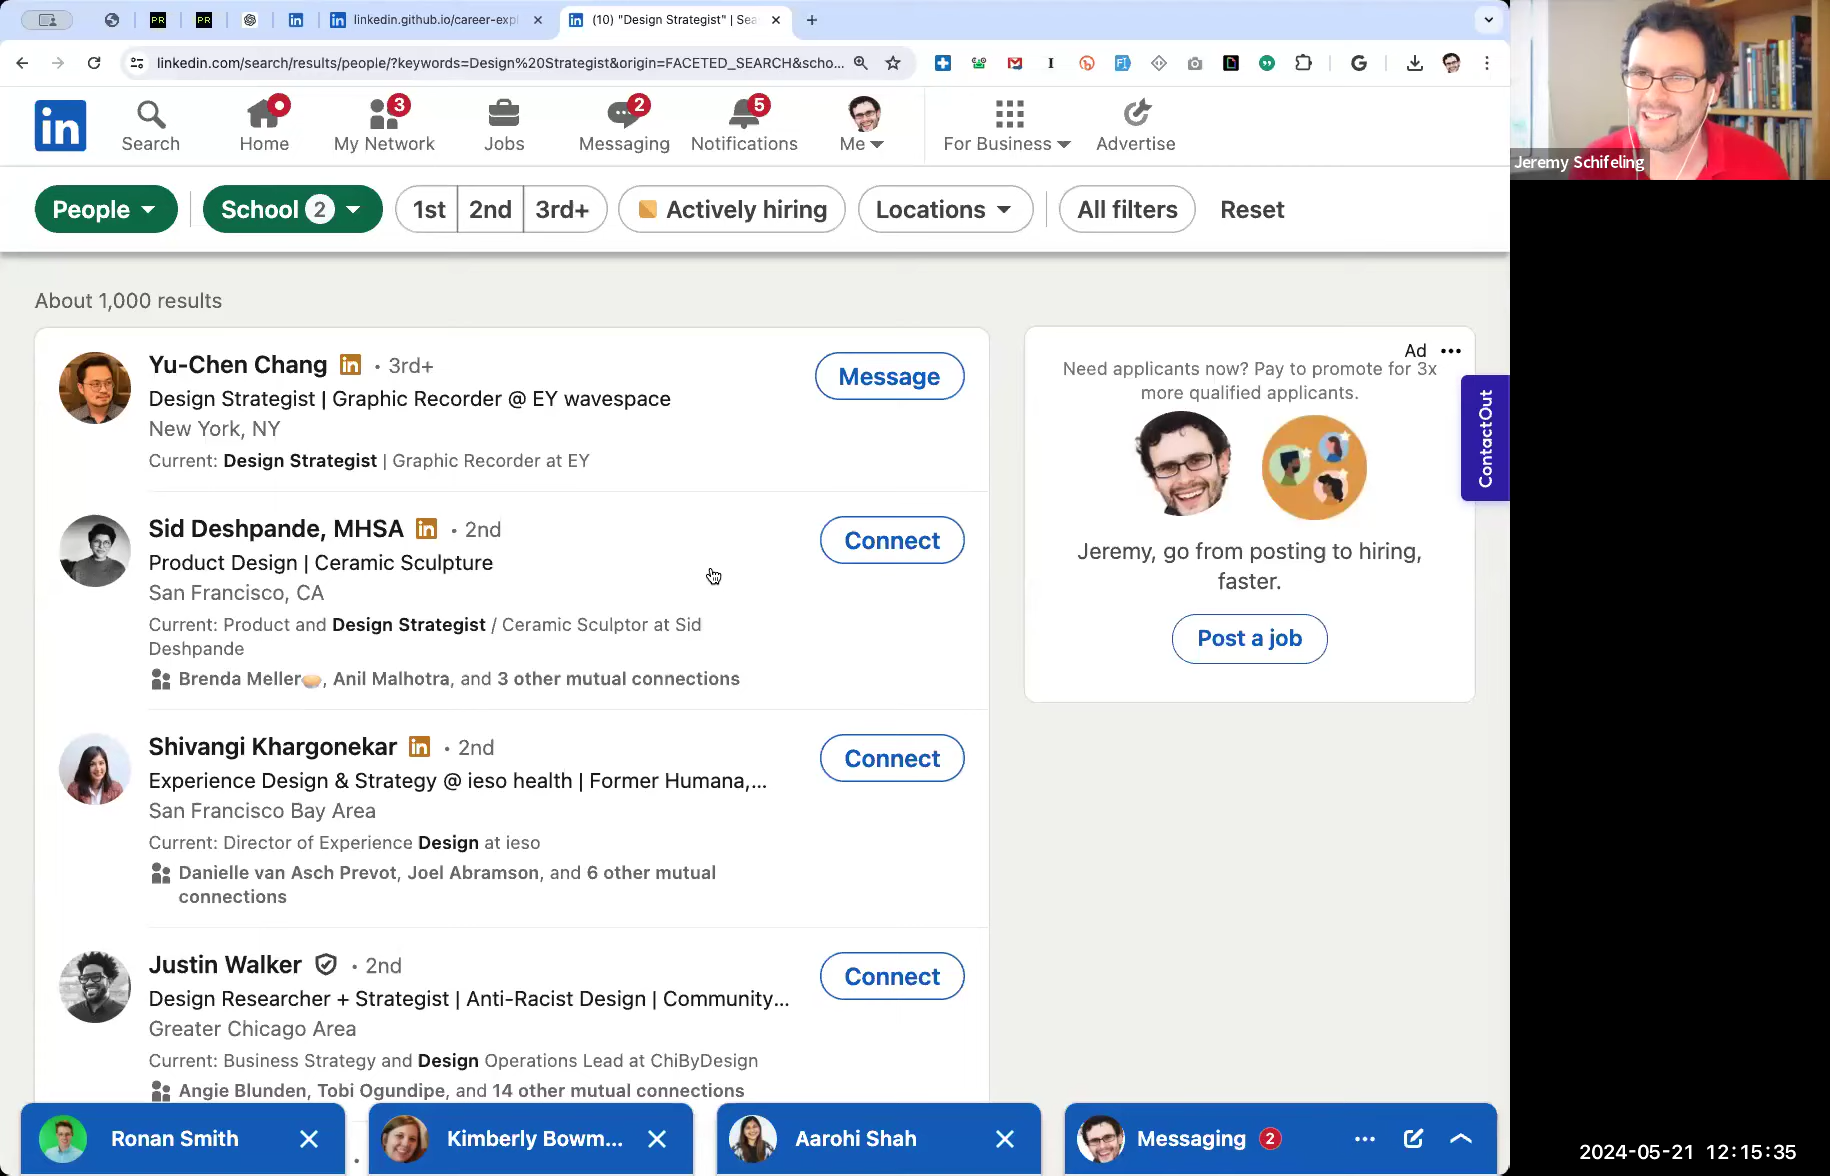 PR
PR
linkedin.github.io/career-expl
(10) "Design Strategist" | Sea
linkedin.com/search/results/people/?keywords=Design%20Strategist&origin=FACETED_SEARCH&scho...
in
Search
Home
3
My Network
Jobs
2
Messaging
5
Notifications
Me
For Business
Advertise
Jeremy Schifeling
People
School 2
1st
2nd
3rd+
Actively hiring
Locations
All filters
Reset
About 1,000 results
Yu-Chen Chang in • 3rd+
Design Strategist | Graphic Recorder @ EY wavespace
New York, NY
Current: Design Strategist | Graphic Recorder at EY
Message
Sid Deshpande, MHSA in • 2nd
Product Design | Ceramic Sculpture
San Francisco, CA
Current: Product and Design Strategist / Ceramic Sculptor at Sid
Deshpande
Brenda Meller🥧, Anil Malhotra, and 3 other mutual connections
Connect
Shivangi Khargonekar in • 2nd
Experience Design & Strategy @ ieso health | Former Humana,...
San Francisco Bay Area
Current: Director of Experience Design at ieso
Danielle van Asch Prevot, Joel Abramson, and 6 other mutual
connections
Connect
Justin Walker • 2nd
Design Researcher + Strategist | Anti-Racist Design | Community...
Greater Chicago Area
Current: Business Strategy and Design Operations Lead at ChiByDesign
Angie Blunden, Tobi Ogundipe, and 14 other mutual connections
Connect
Ad
Need applicants now? Pay to promote for 3x
more qualified applicants.
Jeremy, go from posting to hiring,
faster.
Post a job
ContactOut
Ronan Smith
Kimberly Bowm...
Aarohi Shah
Messaging 2
2024-05-21 12:15:35